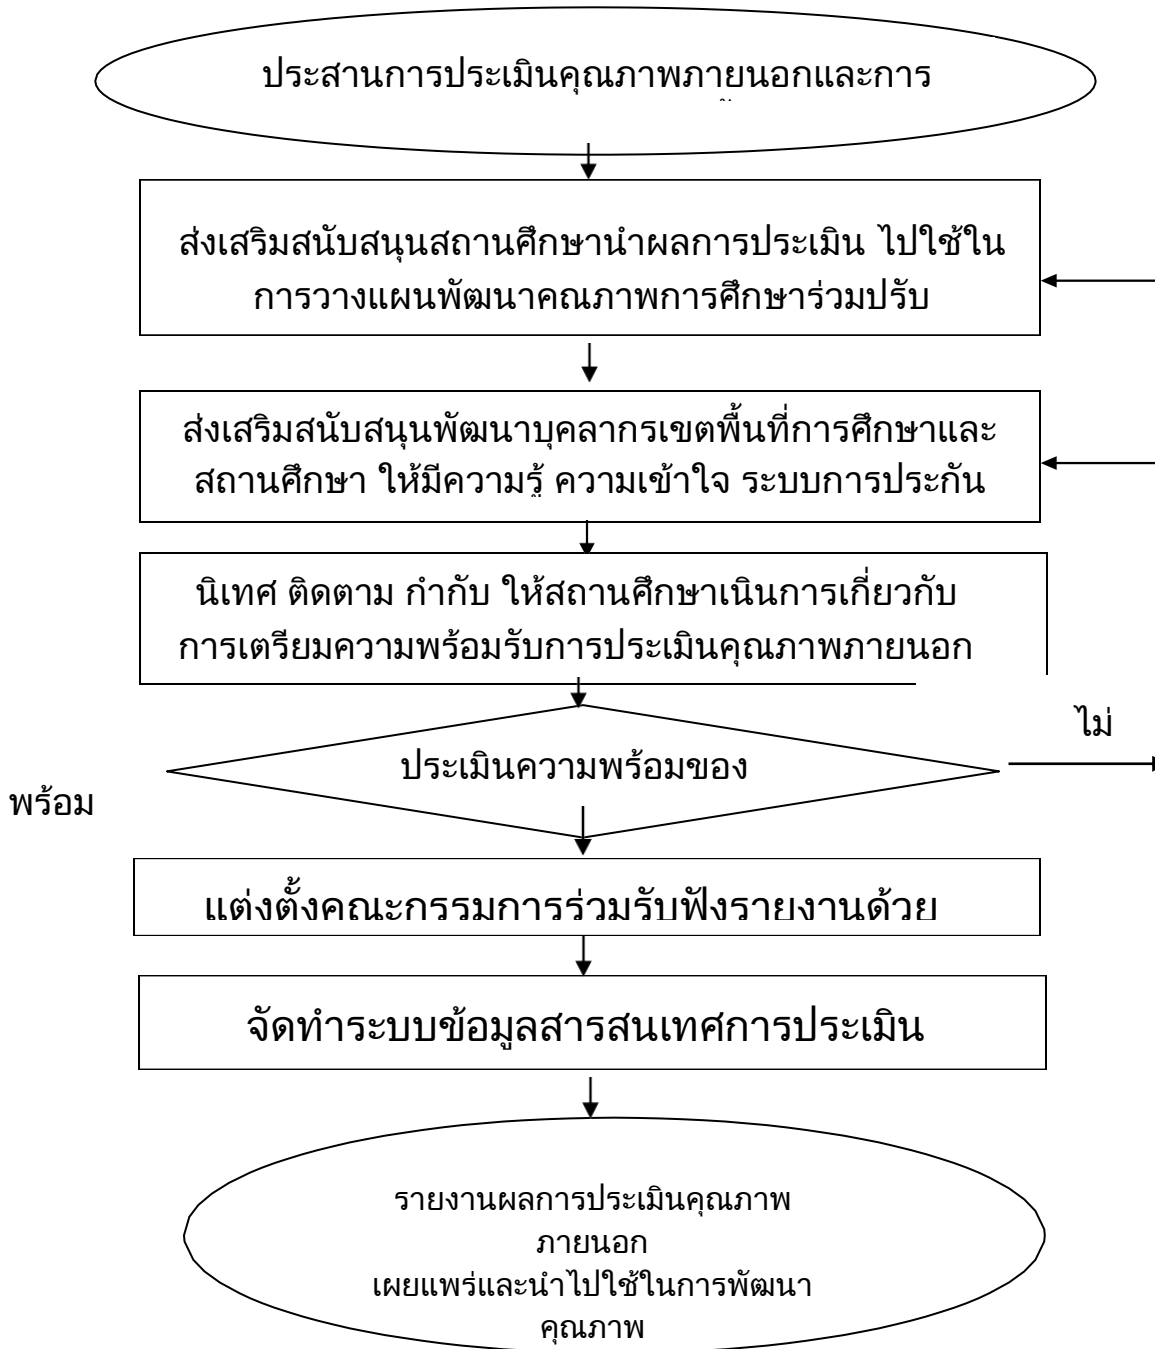 ประสานการประเมินคุณภาพภายนอกและการ
ส่งเสริมสนับสนุนสถานศึกษานำผลการประเมิน ไปใช้ใน
การวางแผนพัฒนาคณภาพการศึกษาร่วมปรับ
ส่งเสริมสนับสนุนพัฒนาบุคลากรเขตพื้นที่การศึกษาและ
สถานศึกษา ให้มีความรู้ ความเข้าใจ ระบบการประกัน
นิเทศ ติดตาม กำกับ ให้สถานศึกษาเนินการเกี่ยวกับ
การเตรียมความพร้อมรับการประเมินคุณภาพภายนอก
ไม่
ประเมินความพร้อมของ
พร้อม
แต่งตั้งคณะกรรมการร่วมรับฟังรายงานด้วย
จัดทำระบบข้อมูลสารสนเทศการประเมิน
รายงานผลการประเมินคุณภาพ
ภายนอก
เผยแพร่และนำไปใช้ในการพัฒนา
คุณภาพ